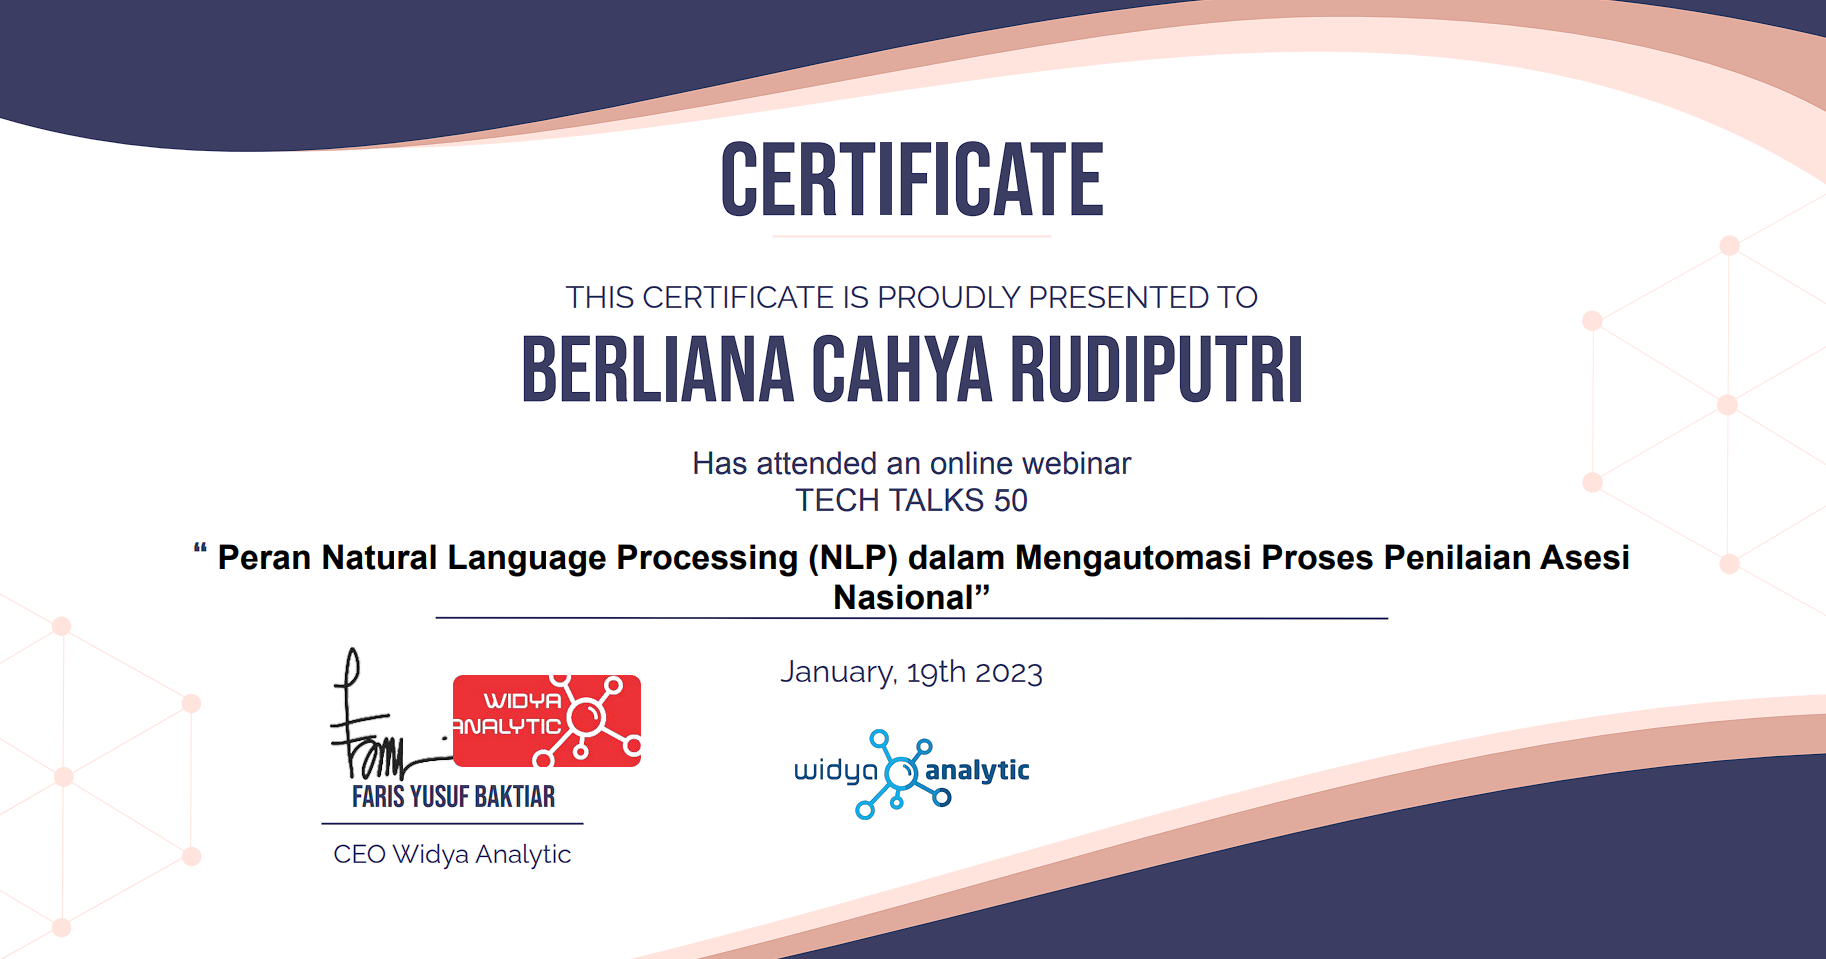 CERTIFICATE
THIS CERTIFICATE IS PROUDLY PRESENTED TO
BERLIANA CAHYA RUDIPUTRI
Has attended an online webinar
TECH TALKS 50
“ Peran Natural Language Processing (NLP) dalam Mengautomasi Proses Penilaian Asesi
Nasional”
January, 19th 2023
WIDYA
ANALYTIC
widya analytic
FARIS YUSUF BAKTIAR
CEO Widya Analytic